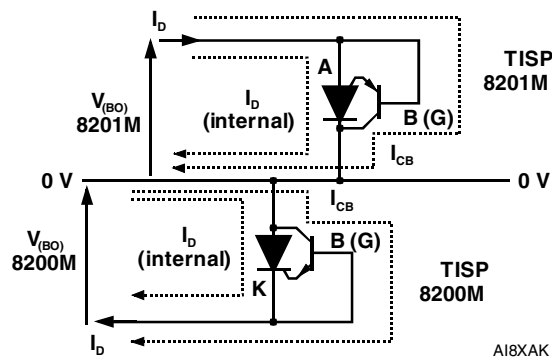 I_D
TISP
8201M
A
V_(BO)
8201M
I_D
(internal)
B (G)
I_CB
0 V
0 V
I_CB
V_(BO)
8200M
I_D
(internal)
B (G)
TISP
8200M
K
I_D
AI8XAK